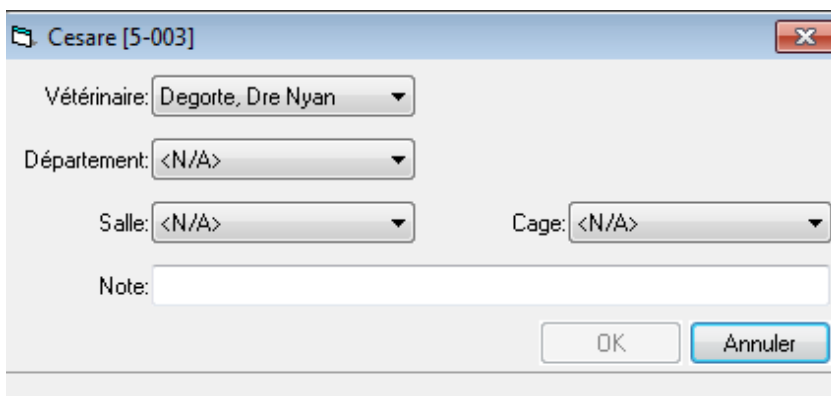 Cesare [5-003]
Vétérinaire: Degorte, Dre Nyan
Département: <N/A>
Salle: <N/A> Cage: <N/A>
Note:
OK Annuler